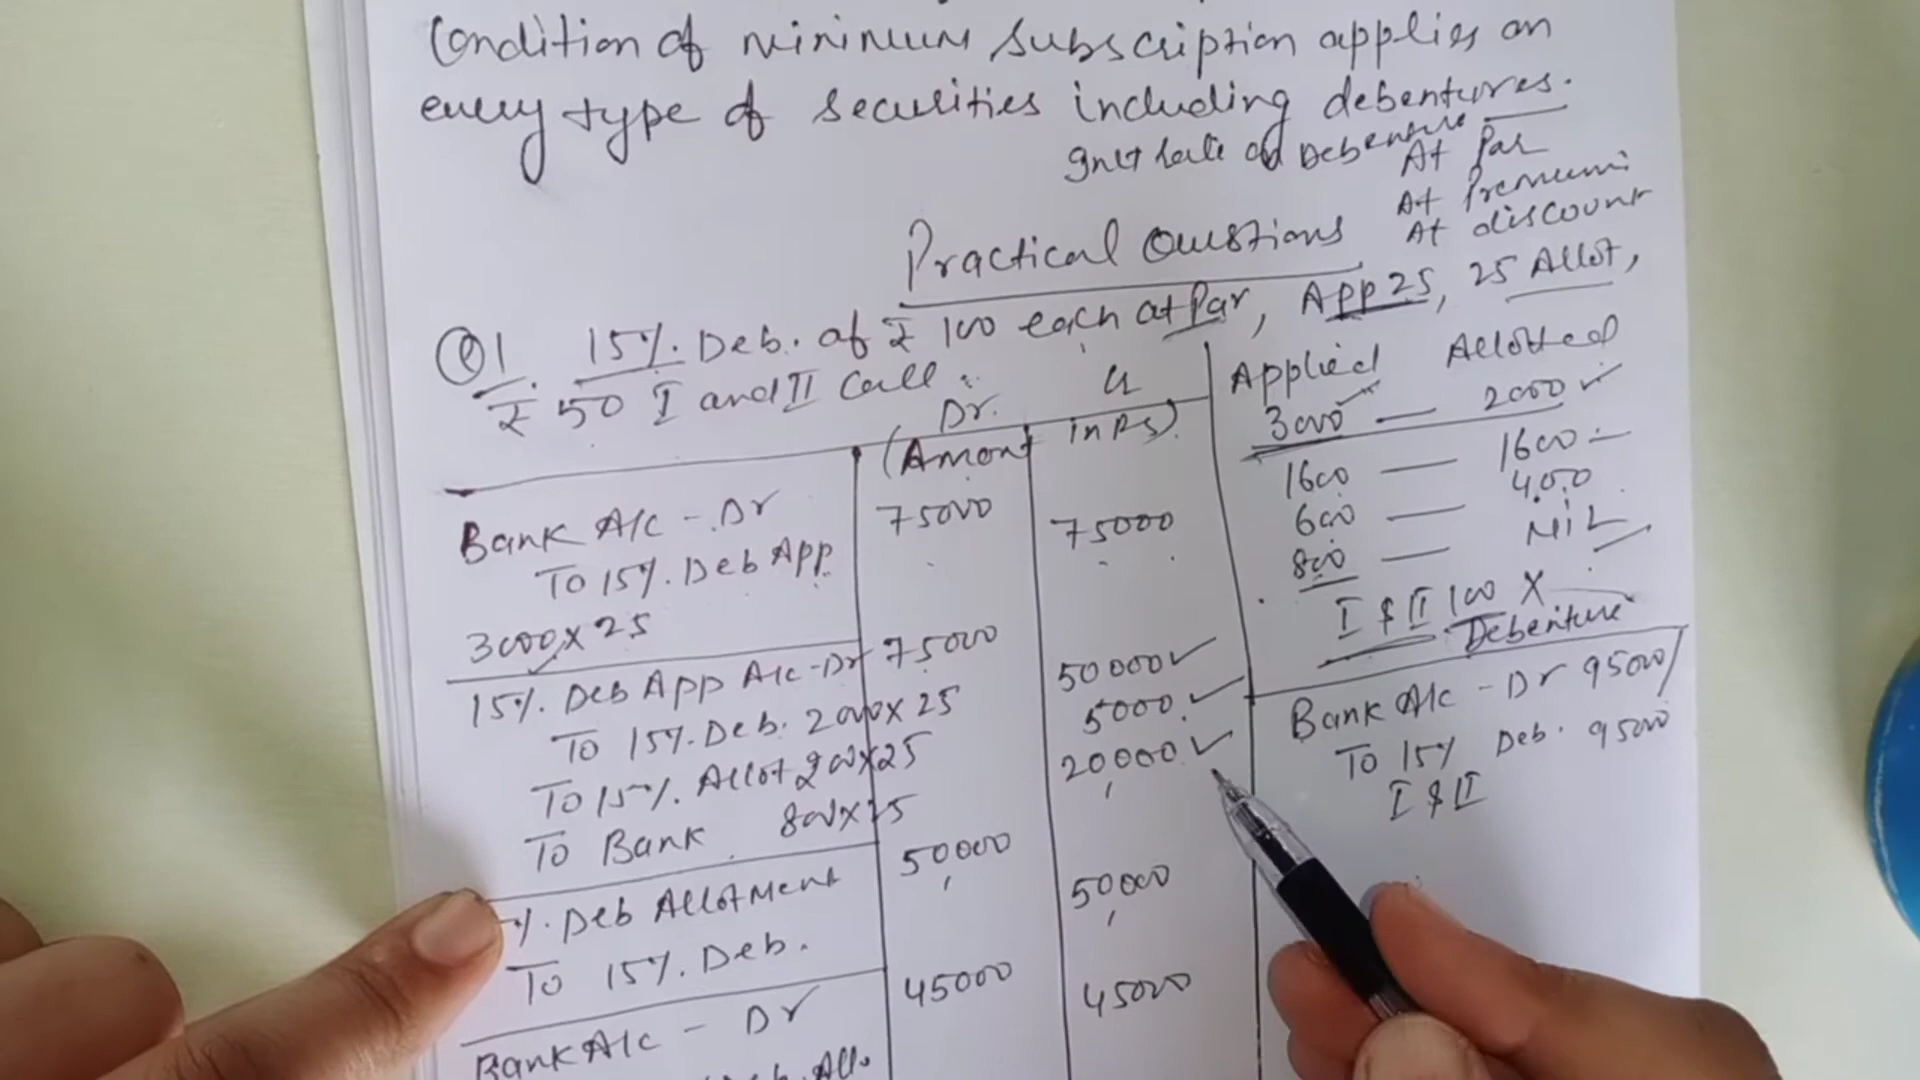 Condition of minimum subscription applies on
every type of securities including debentures.
on Debenture
At Par
At Premium
At discount
Practical Questions
Q1. 15%. Deb. of ₹ 100 each at Par, App 25, 25 Allot,
₹ 50 I and II Call.
Dr. Cr
(Amont in Rs)
Bank A/c - Dr 75000
To 15%. Deb App 75000
3000 x 25
15%. Deb App A/c - Dr 75000
To 15%. Deb. 2000 x 25 50000 ✓
To 15%. Allot 200 x 25 5000 ✓
To Bank 800 x 25 20000 ✓
%. Deb Allotment 50000
To 15%. Deb. 50000
Bank A/c - Dr 45000 45000
Allo
Applied Allotted
3000 ✓ — 2000 ✓
1600 — 1600
600 — 400
800 — NiL
I & II 100 X
Debenture
Bank A/c - Dr 95000
To 15% Deb. 95000
I & II